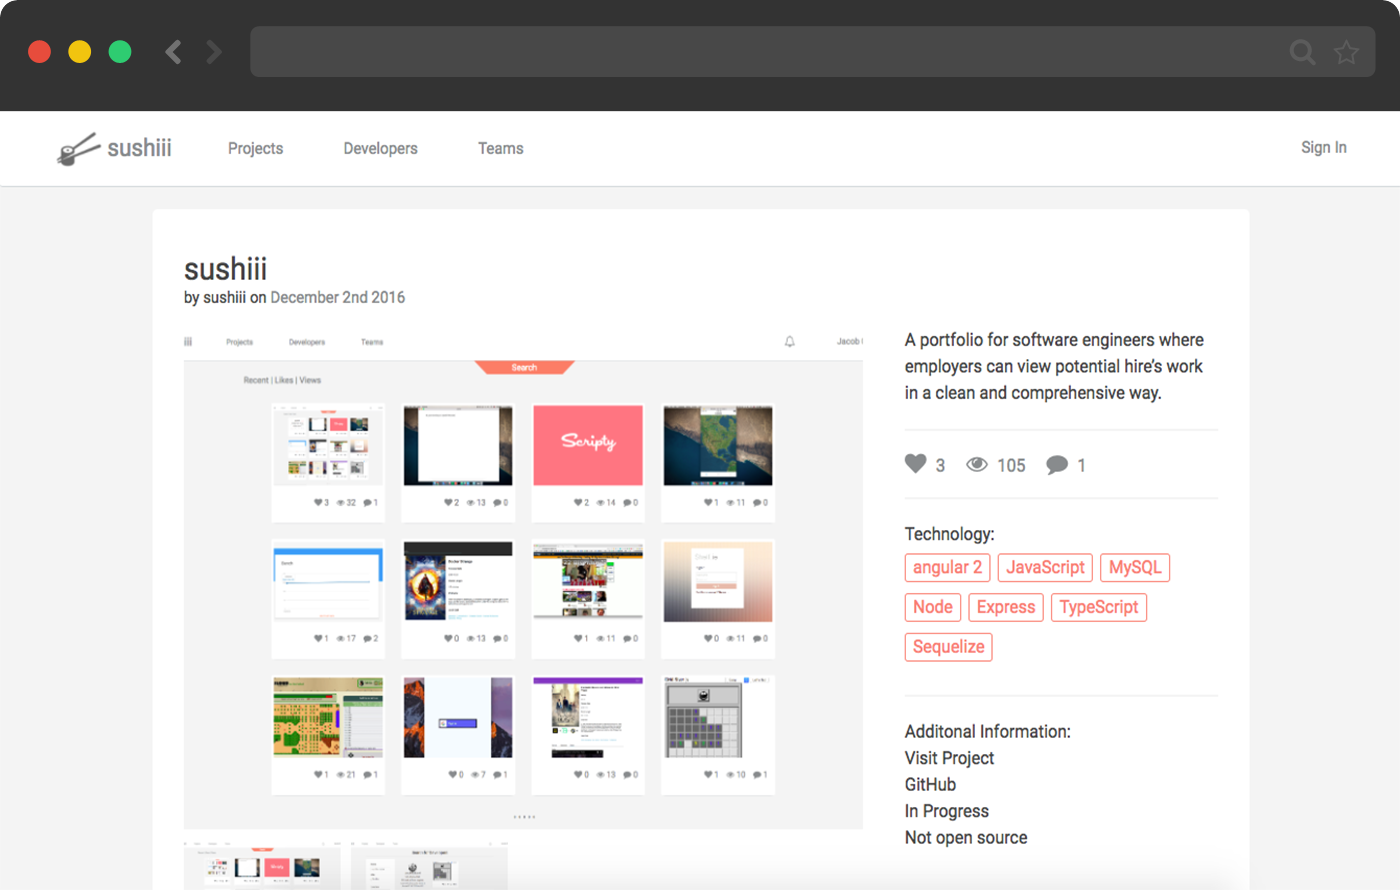 sushiii
Projects
Developers
Teams
Sign In
sushiii
by sushiii on December 2nd 2016
iii
Projects
Developers
Teams
Jacob
Search
Recent | Likes | Views
Scripty
3 32 1
2 13 0
2 14 0
1 11 0
1 17 2
0 13 0
1 11 0
0 11 0
1 21 1
0 7 1
0 13 0
1 10 1
A portfolio for software engineers where
employers can view potential hire's work
in a clean and comprehensive way.
3 105 1
Technology:
angular 2 JavaScript MySQL
Node Express TypeScript
Sequelize
Additonal Information:
Visit Project
GitHub
In Progress
Not open source